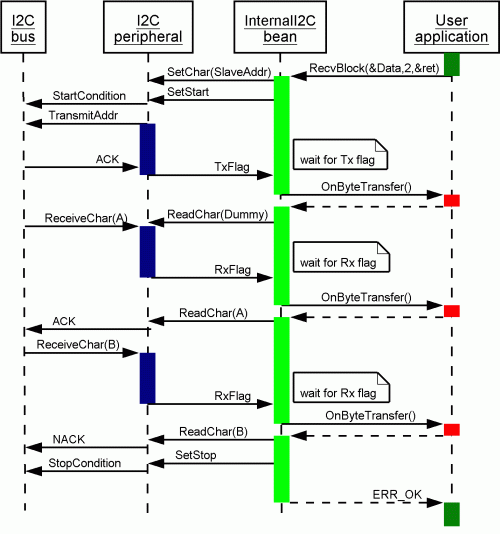 I2C
bus
I2C
peripheral
InternalI2C
bean
User
application
RecvBlock(&Data,2,&ret)
SetChar(SlaveAddr)
StartCondition
SetStart
TransmitAddr
ACK
TxFlag
wait for Tx flag
OnByteTransfer()
ReceiveChar(A)
ReadChar(Dummy)
wait for Rx flag
RxFlag
OnByteTransfer()
ReadChar(A)
ACK
ReceiveChar(B)
wait for Rx flag
RxFlag
OnByteTransfer()
ReadChar(B)
NACK
SetStop
StopCondition
ERR_OK